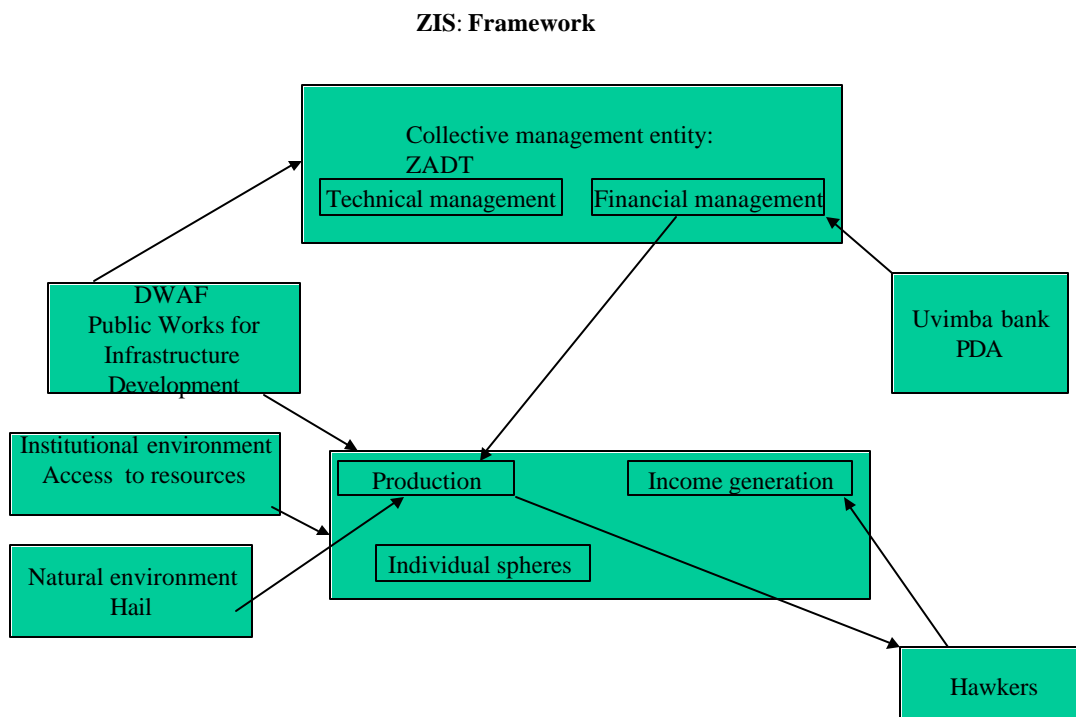 ZIS: Framework
Collective management entity:
ZADT
Technical management
Financial management
DWAF
Public Works for
Infrastructure
Development
Uvimba bank
PDA
Institutional environment
Access to resources
Production
Income generation
Individual spheres
Natural environment
Hail
Hawkers